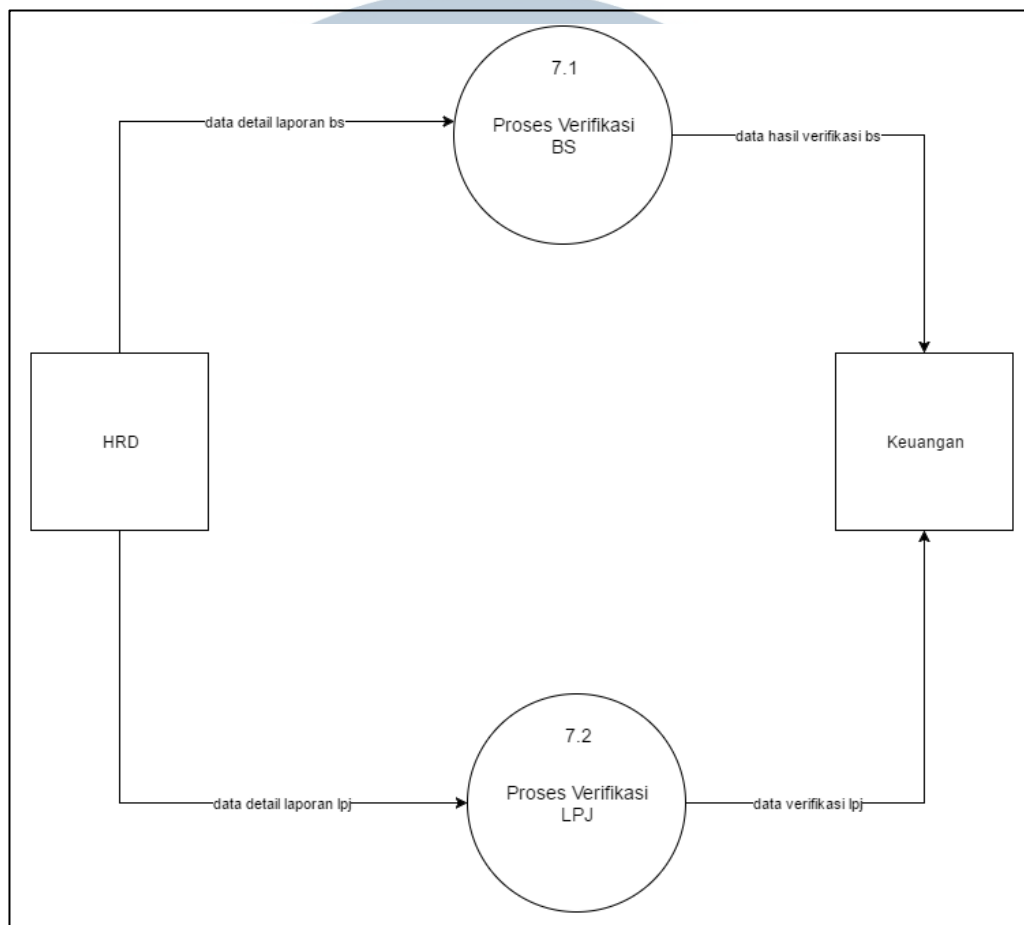 7.1
Proses Verifikasi
BS
data detail laporan bs
data hasil verifikasi bs
HRD
Keuangan
7.2
Proses Verifikasi
LPJ
data detail laporan lpj
data verifikasi lpj